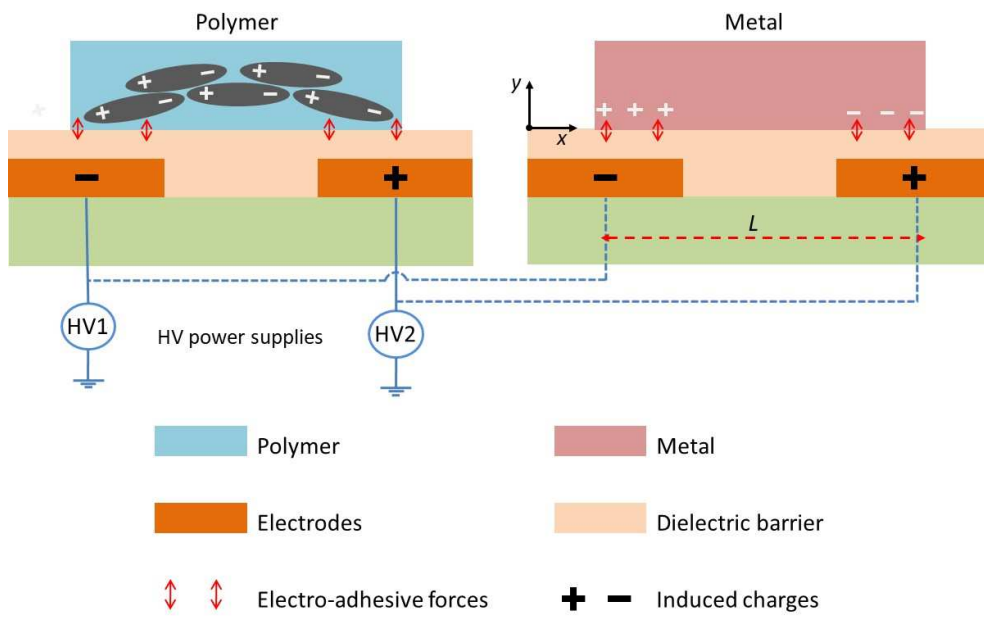 Polymer
Metal
y
x
L
HV1
HV power supplies
HV2
Polymer
Metal
Electrodes
Dielectric barrier
Electro-adhesive forces
Induced charges